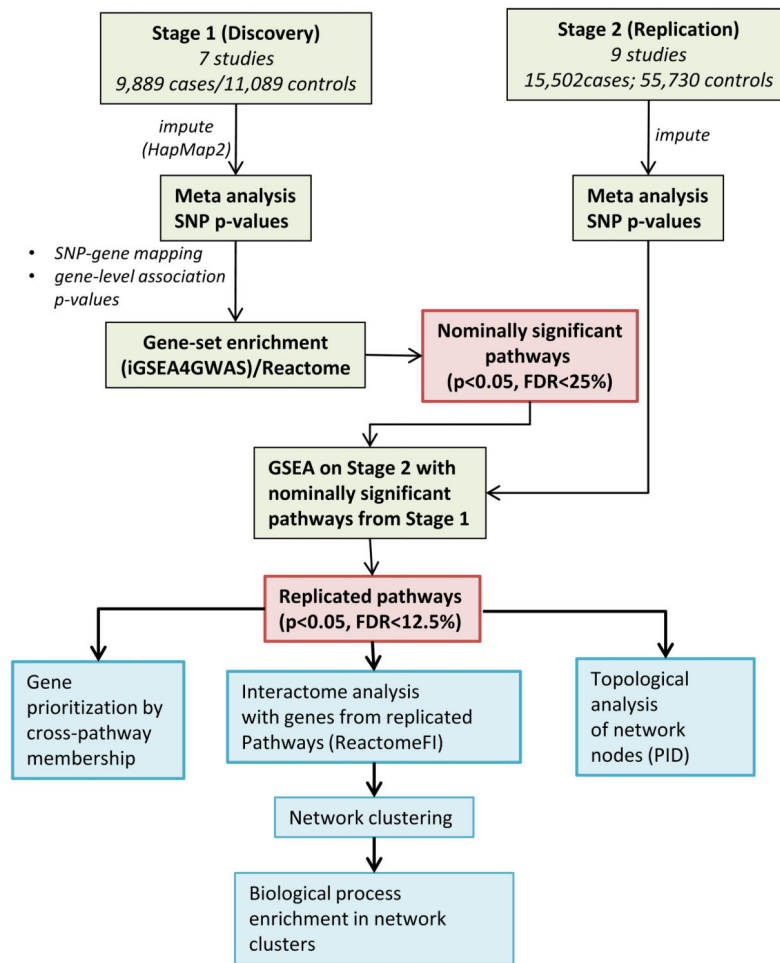 Stage 1 (Discovery)
7 studies
9,889 cases/11,089 controls
Stage 2 (Replication)
9 studies
15,502cases; 55,730 controls
impute
(HapMap2)
impute
Meta analysis
SNP p-values
Meta analysis
SNP p-values
• SNP-gene mapping
• gene-level association
p-values
Gene-set enrichment
(iGSEA4GWAS)/Reactome
Nominally significant
pathways
(p<0.05, FDR<25%)
GSEA on Stage 2 with
nominally significant
pathways from Stage 1
Replicated pathways
(p<0.05, FDR<12.5%)
Gene
prioritization by
cross-pathway
membership
Interactome analysis
with genes from replicated
Pathways (ReactomeFI)
Topological
analysis
of network
nodes (PID)
Network clustering
Biological process
enrichment in network
clusters